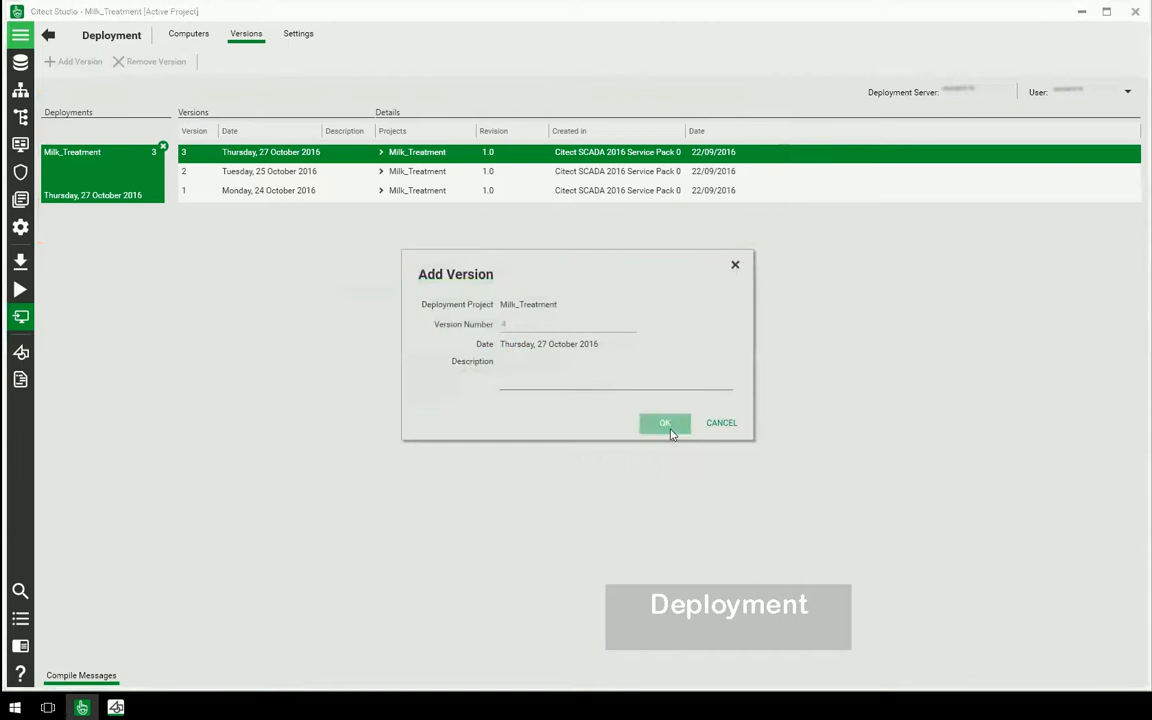 Citect Studio - Milk_Treatment [Active Project]
Deployment Computers Versions Settings
Add Version Remove Version
Deployment Server: User:
Deployments Versions Details
Version Date Description Projects Revision Created in Date
Milk_Treatment 3
Thursday, 27 October 2016
3 Thursday, 27 October 2016 Milk_Treatment 1.0 Citect SCADA 2016 Service Pack 0 22/09/2016
2 Tuesday, 25 October 2016 Milk_Treatment 1.0 Citect SCADA 2016 Service Pack 0 22/09/2016
1 Monday, 24 October 2016 Milk_Treatment 1.0 Citect SCADA 2016 Service Pack 0 22/09/2016
Add Version
Deployment Project Milk_Treatment
Version Number 4
Date Thursday, 27 October 2016
Description
OK CANCEL
Deployment
Compile Messages